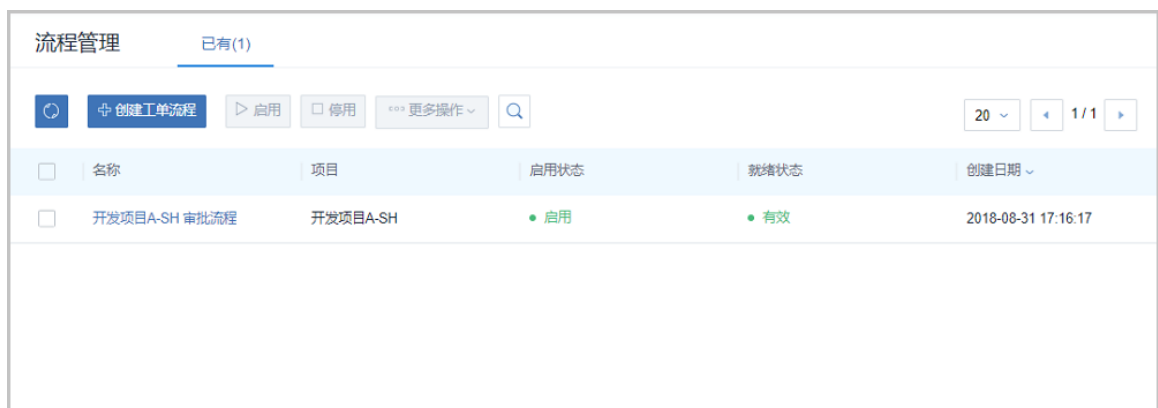 流程管理 已有(1)
创建工单流程 启用 停用 更多操作 20 1 / 1
名称 项目 启用状态 就绪状态 创建日期
开发项目A-SH 审批流程 开发项目A-SH 启用 有效 2018-08-31 17:16:17